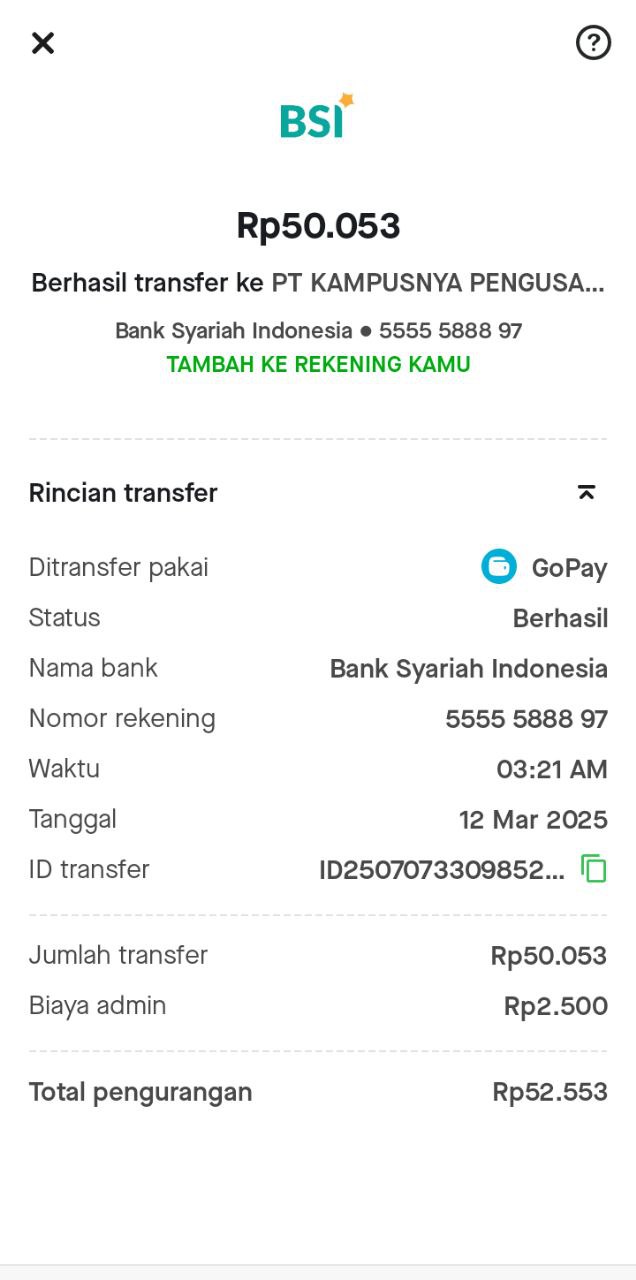 BSI
Rp50.053
Berhasil transfer ke PT KAMPUSNYA PENGUSA...
Bank Syariah Indonesia ● 5555 5888 97
TAMBAH KE REKENING KAMU
Rincian transfer
Ditransfer pakai GoPay
Status Berhasil
Nama bank Bank Syariah Indonesia
Nomor rekening 5555 5888 97
Waktu 03:21 AM
Tanggal 12 Mar 2025
ID transfer ID2507073309852...
Jumlah transfer Rp50.053
Biaya admin Rp2.500
Total pengurangan Rp52.553